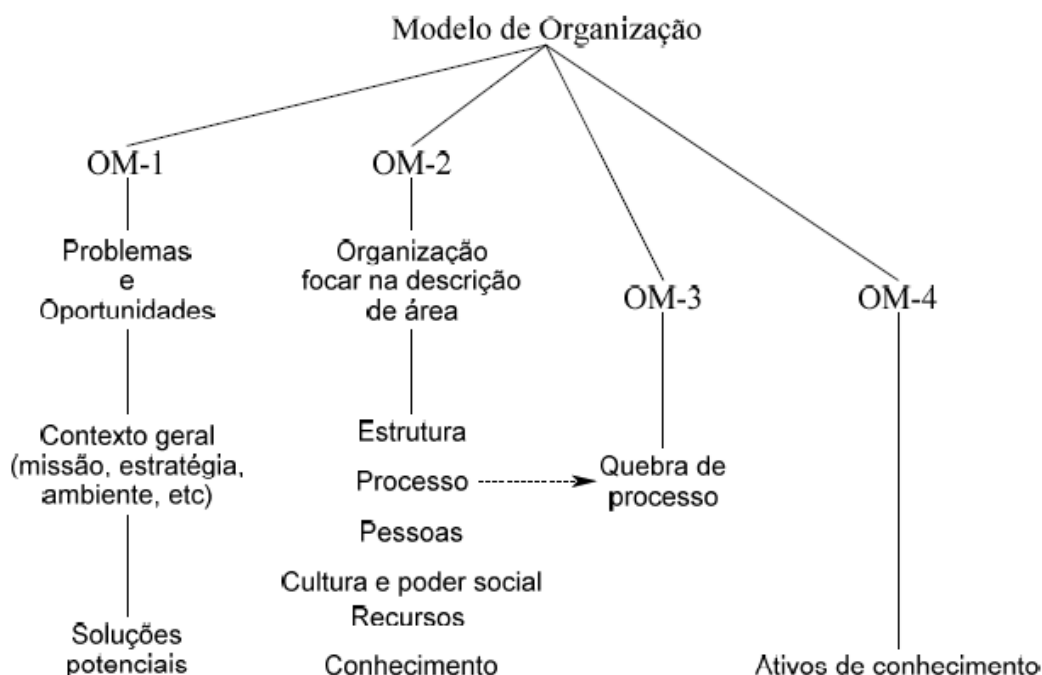 Modelo de Organização
OM-1
Problemas
e
Oportunidades
Contexto geral
(missão, estratégia,
ambiente, etc)
Soluções
potenciais
OM-2
Organização
focar na descrição
de área
Estrutura
Processo
Pessoas
Cultura e poder social
Recursos
Conhecimento
OM-3
Quebra de
processo
OM-4
Ativos de conhecimento